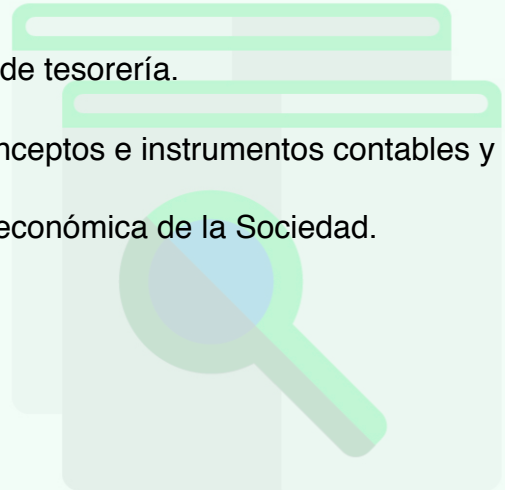 de tesorería.
nceptos e instrumentos contables y
económica de la Sociedad.